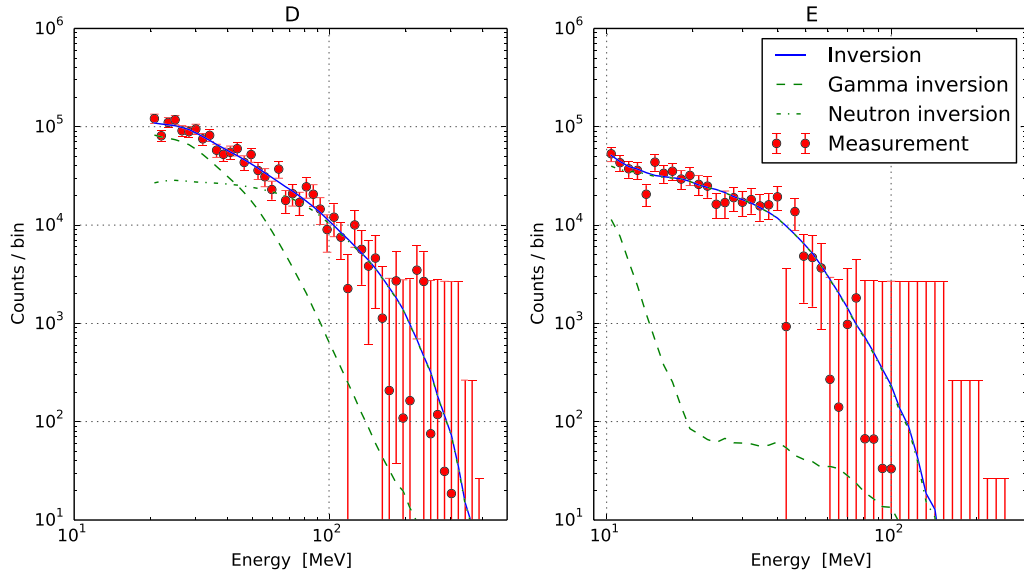 D
10^6
10^5
10^4
10^3
10^2
10^1
Counts / bin
10^1
10^2
Energy [MeV]
E
10^6
10^5
10^4
10^3
10^2
10^1
Counts / bin
10^1
10^2
Energy [MeV]
Inversion
Gamma inversion
Neutron inversion
Measurement